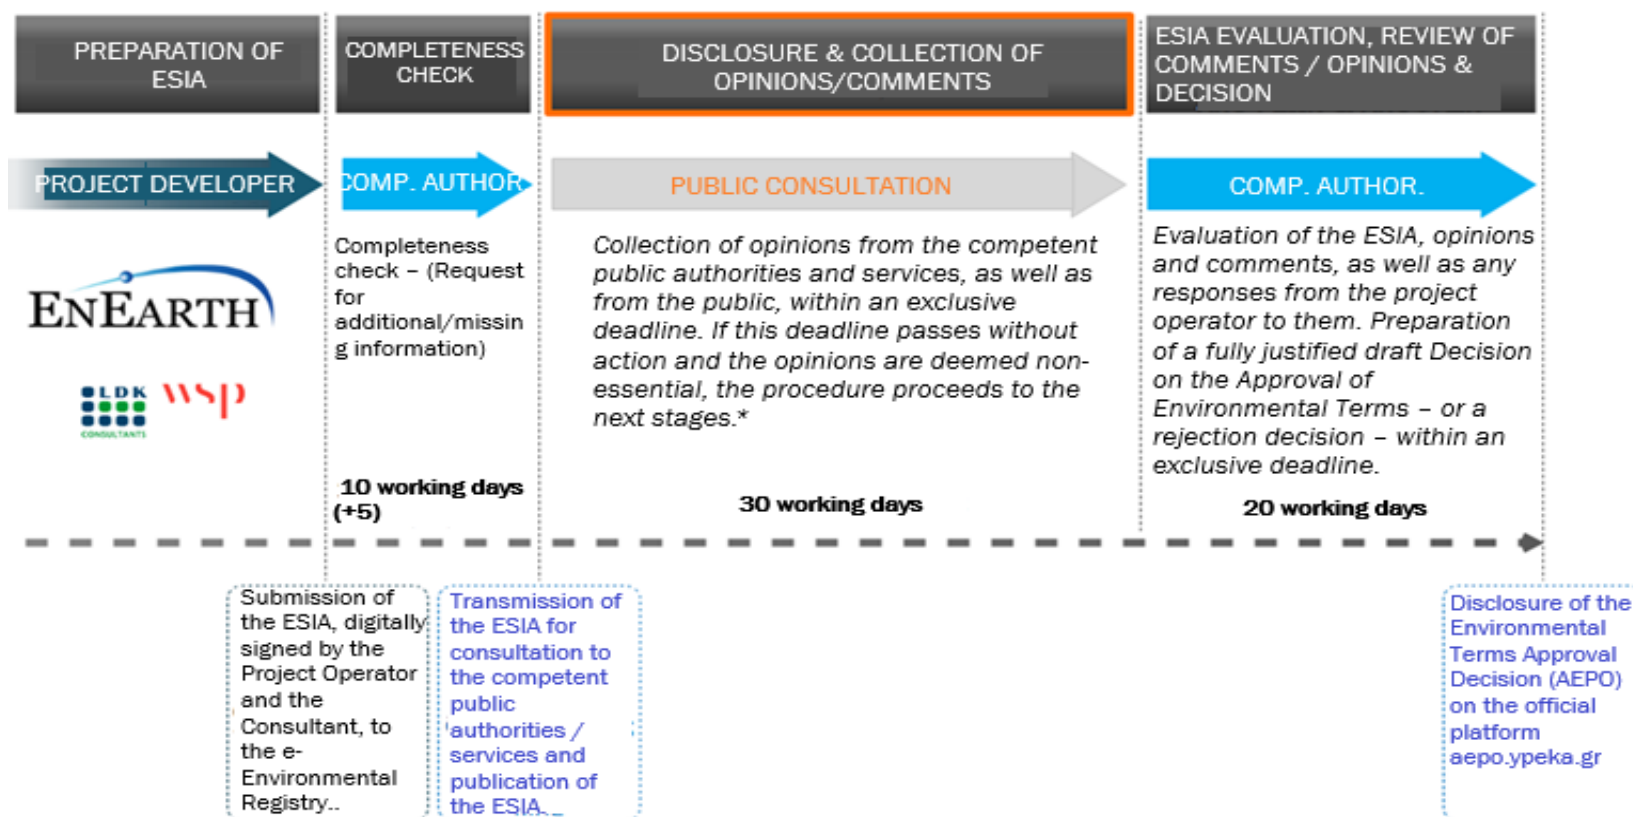 PREPARATION OF
ESIA
COMPLETENESS
CHECK
DISCLOSURE & COLLECTION OF
OPINIONS/COMMENTS
ESIA EVALUATION, REVIEW OF
COMMENTS / OPINIONS &
DECISION
PROJECT DEVELOPER
COMP. AUTHOR
PUBLIC CONSULTATION
COMP. AUTHOR.
ENEARTH
LDK
CONSULTANTS
wsp
Completeness
check – (Request
for
additional/missin
g information)
10 working days
(+5)
Collection of opinions from the competent
public authorities and services, as well as
from the public, within an exclusive
deadline. If this deadline passes without
action and the opinions are deemed non-
essential, the procedure proceeds to the
next stages.*
30 working days
Evaluation of the ESIA, opinions
and comments, as well as any
responses from the project
operator to them. Preparation
of a fully justified draft Decision
on the Approval of
Environmental Terms – or a
rejection decision – within an
exclusive deadline.
20 working days
Submission of
the ESIA, digitally
signed by the
Project Operator
and the
Consultant, to
the e-
Environmental
Registry..
Transmission of
the ESIA for
consultation to
the competent
public
authorities /
services and
publication of
the ESIA.
Disclosure of the
Environmental
Terms Approval
Decision (AEPO)
on the official
platform
aepo.ypeka.gr